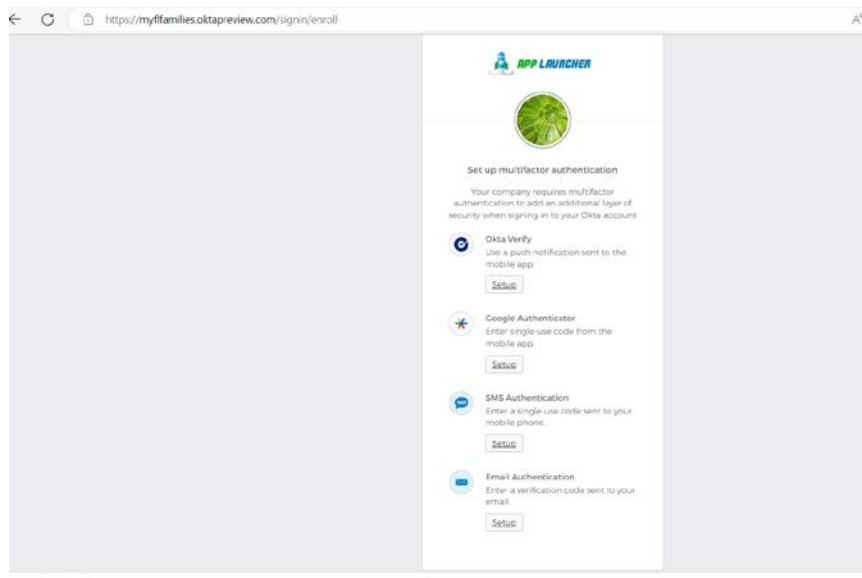 https://myflfamilies.oktapreview.com/signin/enroll
APP LAUNCHER
Set up multifactor authentication
Your company requires multifactor
authentication to add an additional layer of
security when signing in to your Okta account
Okta Verify
Use a push notification sent to the
mobile app.
Setup
Google Authenticator
Enter single-use code from the
mobile app.
Setup
SMS Authentication
Enter a single-use code sent to your
mobile phone.
Setup
Email Authentication
Enter a verification code sent to your
email.
Setup